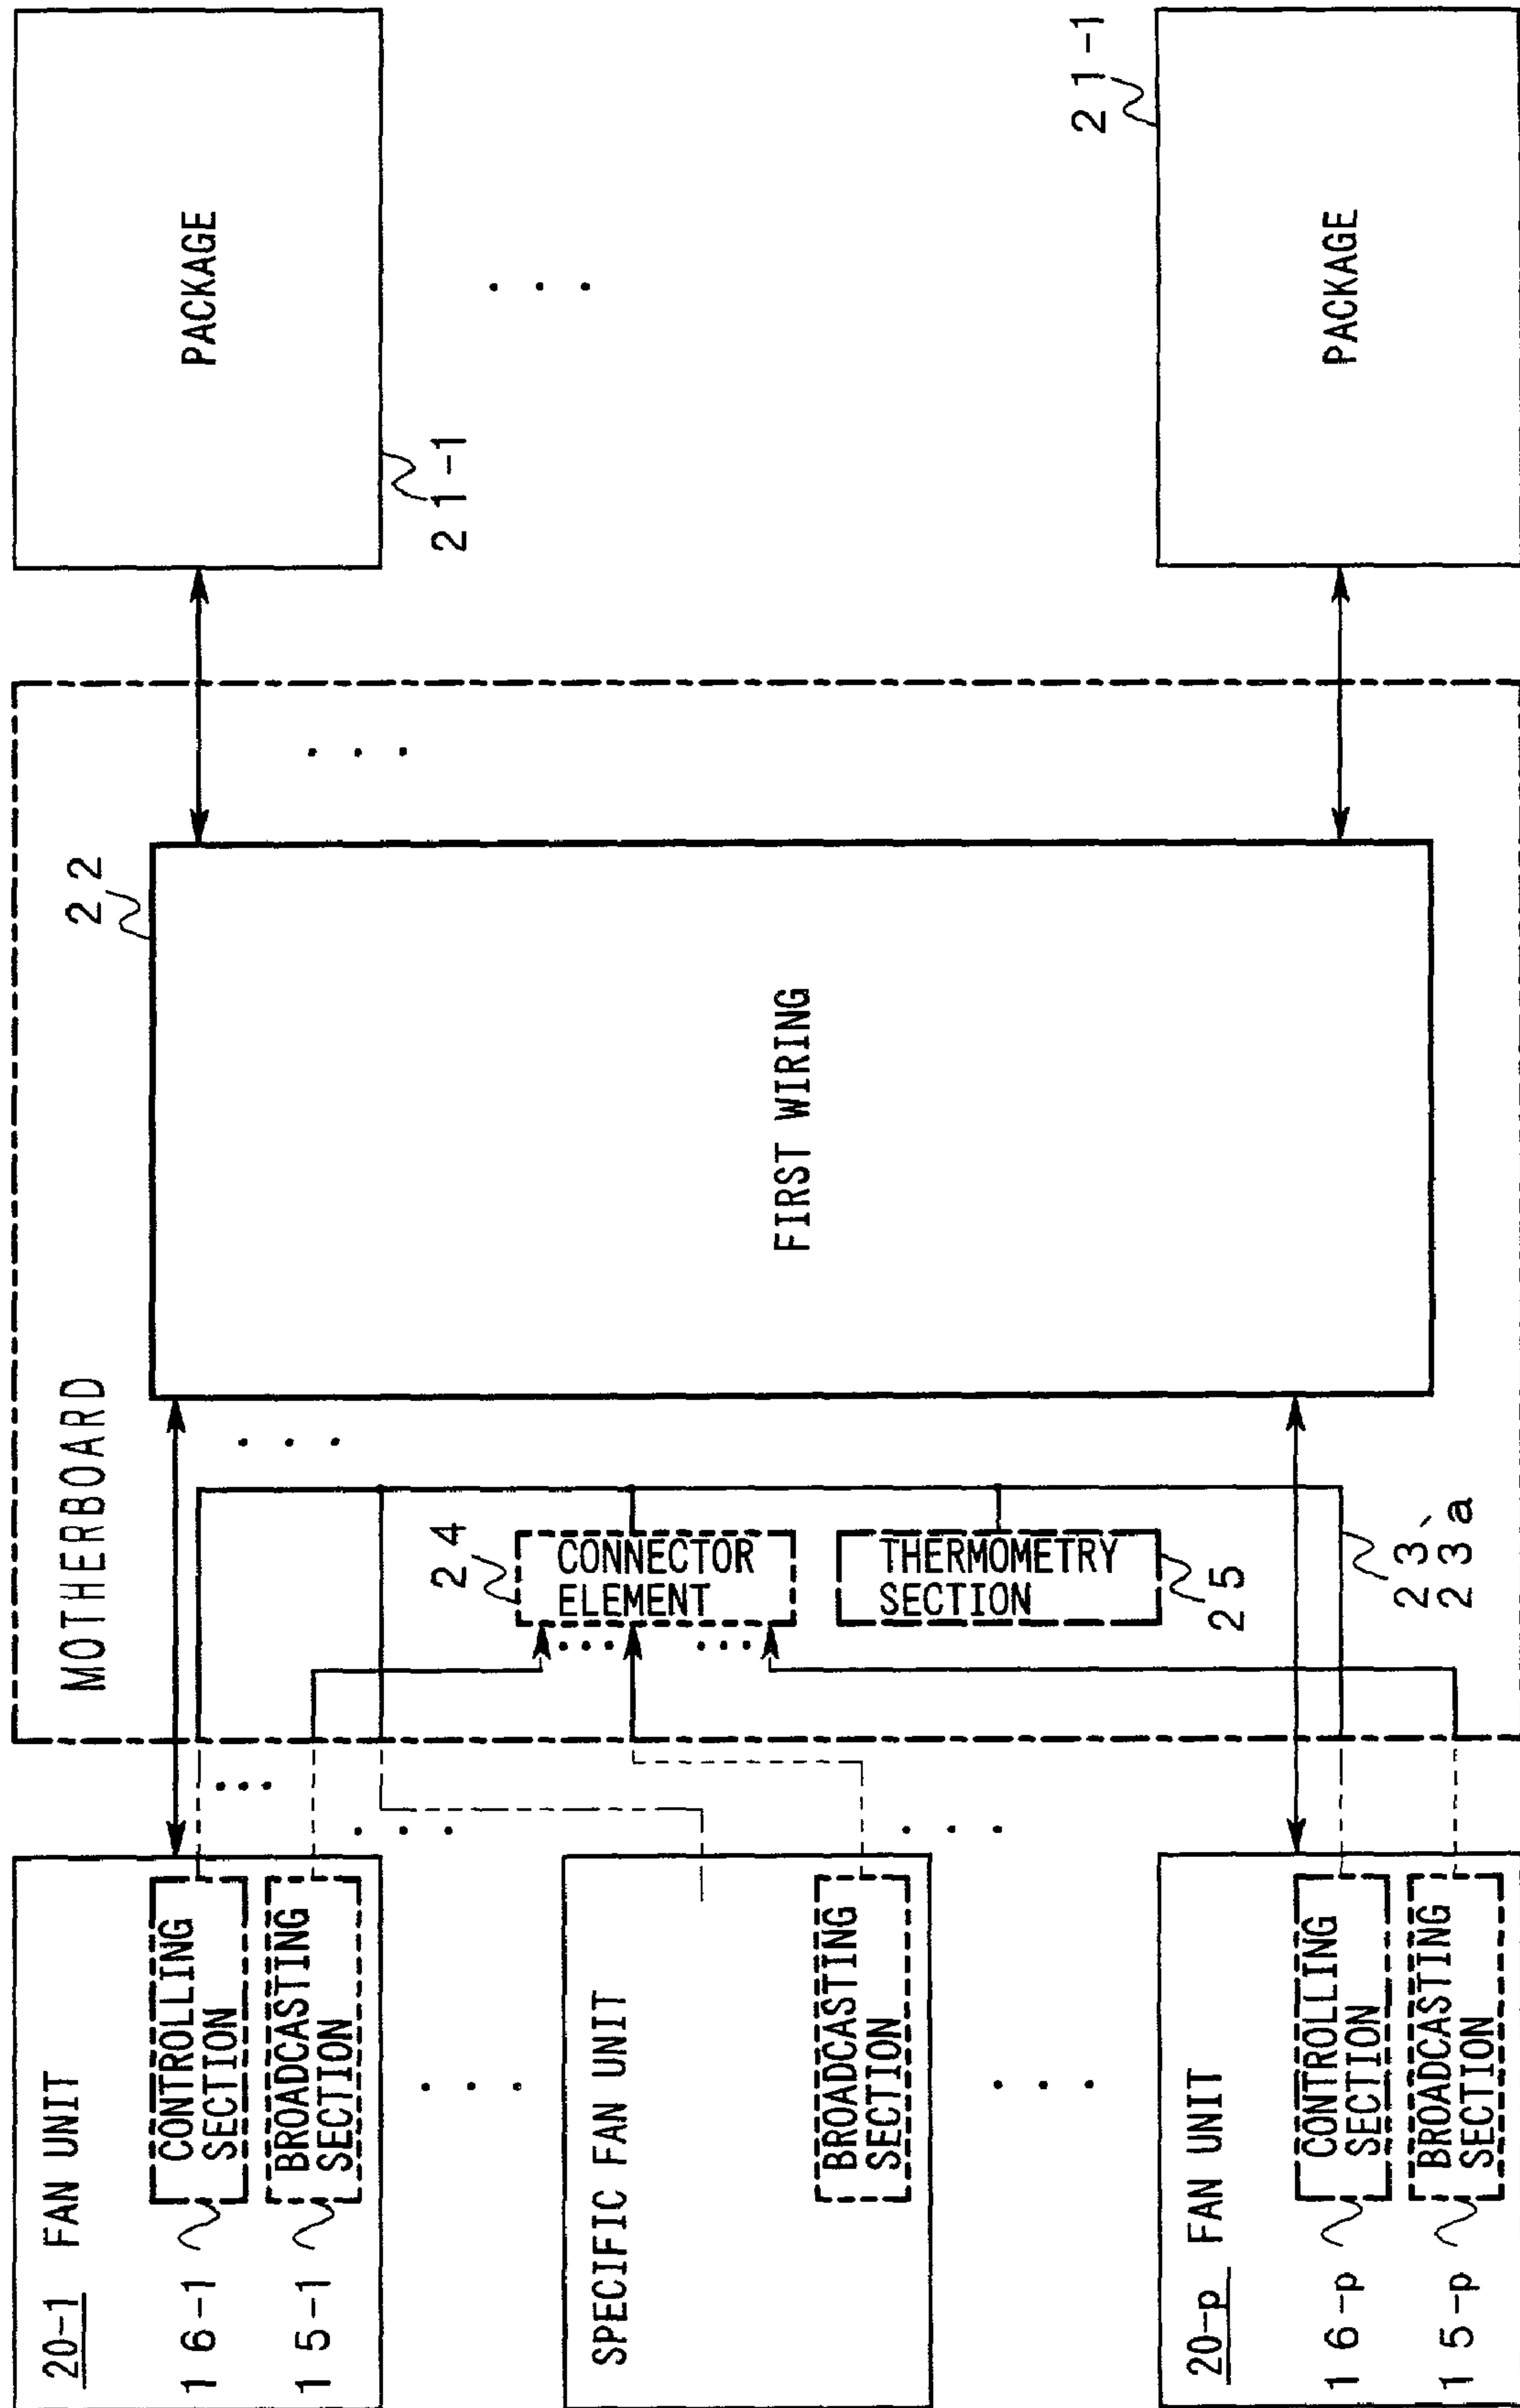 20-1 FAN UNIT
16-1
CONTROLLING
SECTION
15-1
BROADCASTING
SECTION
SPECIFIC FAN UNIT
BROADCASTING
SECTION
20-p FAN UNIT
16-p
CONTROLLING
SECTION
15-p
BROADCASTING
SECTION
MOTHERBOARD
22
FIRST WIRING
24
CONNECTOR
ELEMENT
THERMOMETRY
SECTION
25
23、
23a
PACKAGE
21-1
PACKAGE
21-1